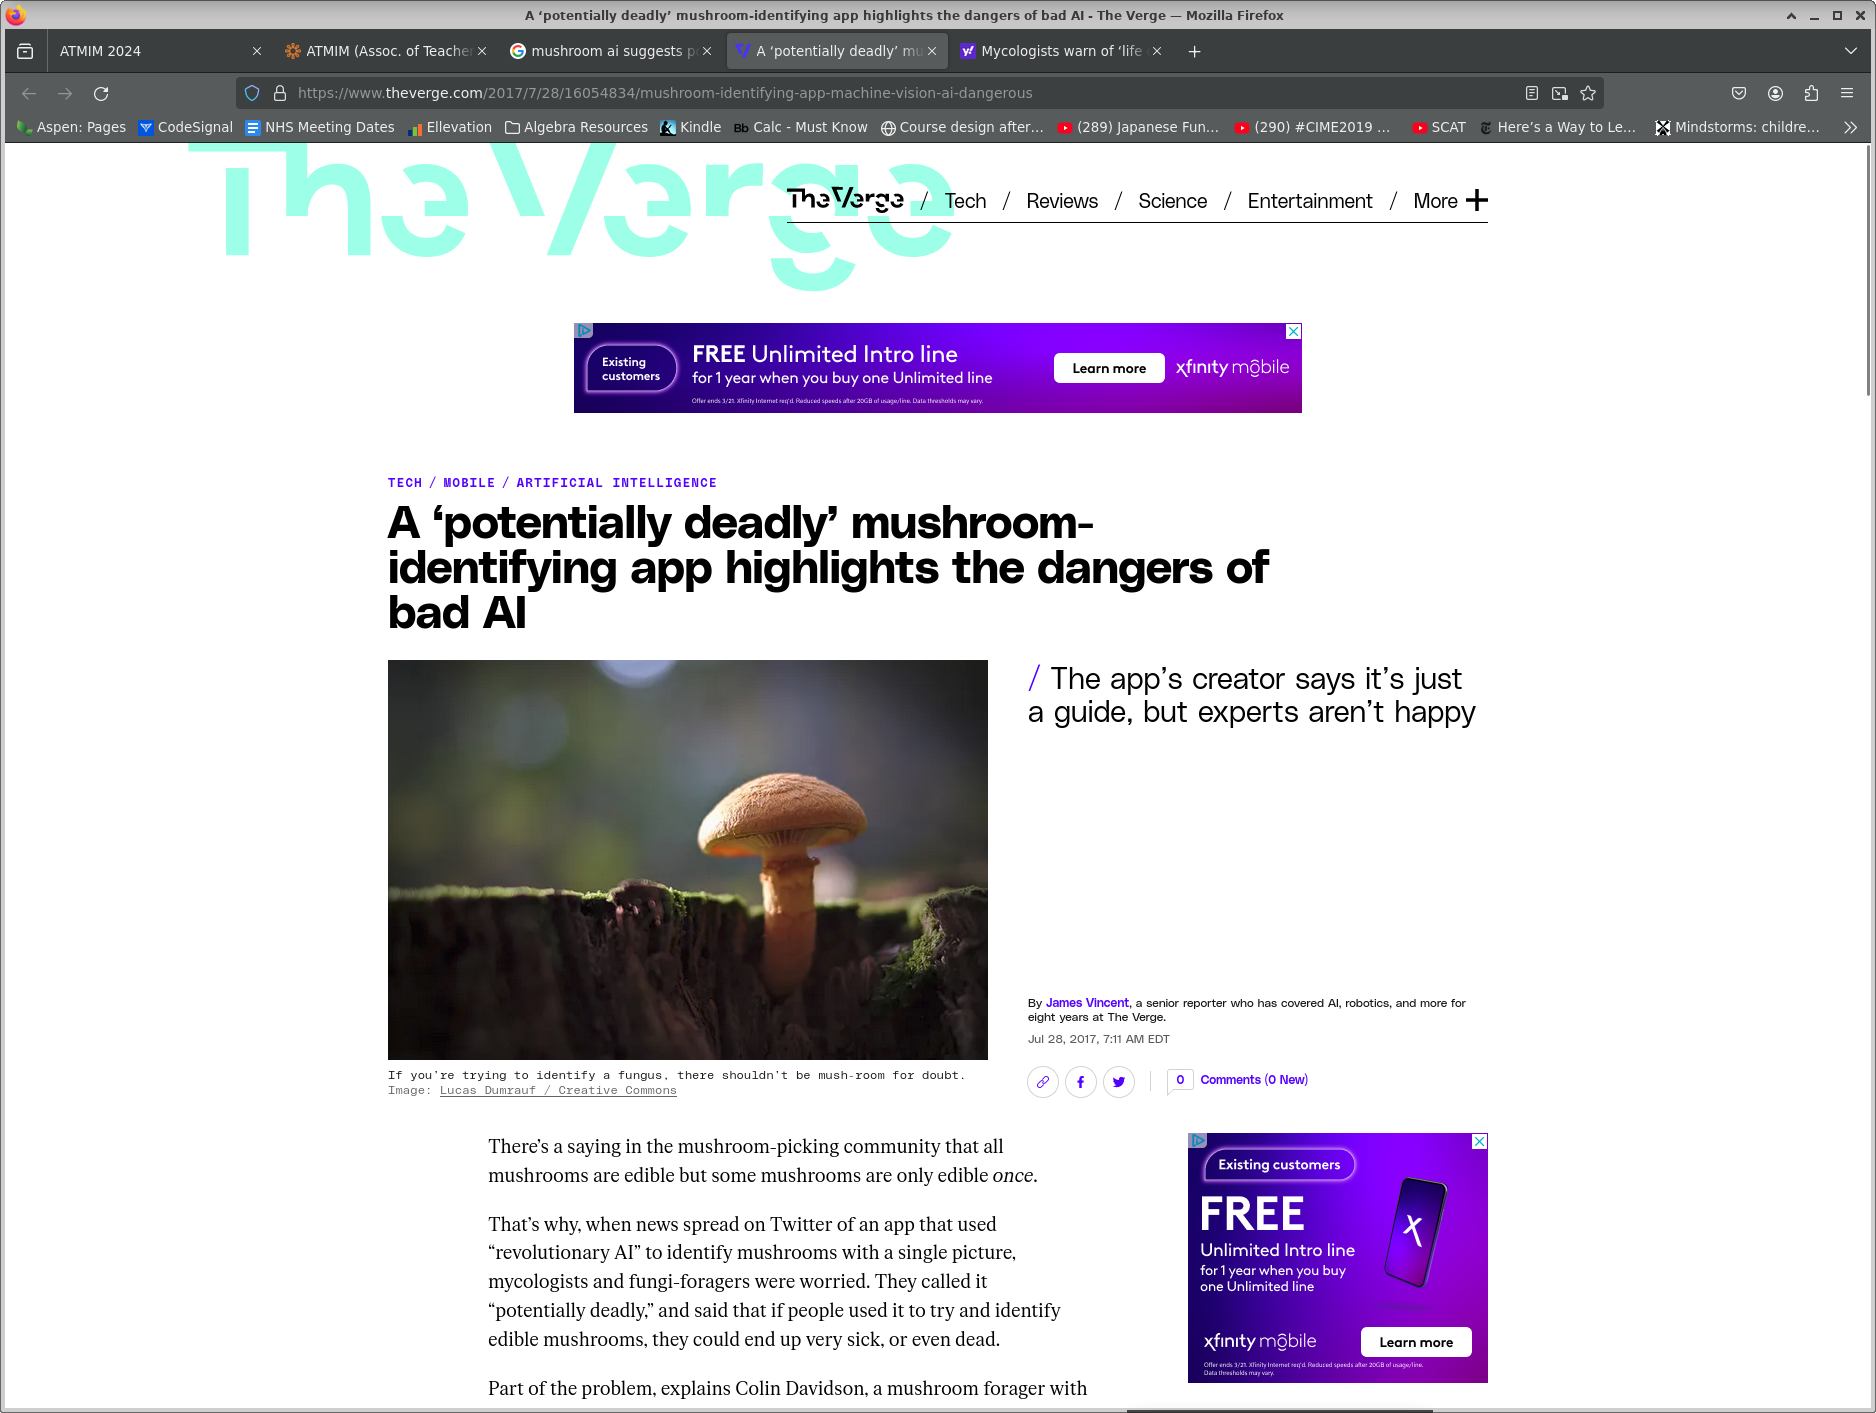 A ‘potentially deadly’ mushroom-identifying app highlights the dangers of bad AI - The Verge — Mozilla Firefox
ATMIM 2024
ATMIM (Assoc. of Teacher
mushroom ai suggests p
A ‘potentially deadly’ mu
Mycologists warn of ‘life
https://www.theverge.com/2017/7/28/16054834/mushroom-identifying-app-machine-vision-ai-dangerous
Aspen: Pages
CodeSignal
NHS Meeting Dates
Ellevation
Algebra Resources
Kindle
Bb Calc - Must Know
Course design after…
(289) Japanese Fun…
(290) #CIME2019 …
SCAT
Here’s a Way to Le…
Mindstorms: childre…
The Verge
The Verge / Tech / Reviews / Science / Entertainment / More
Existing customers
FREE Unlimited Intro line
for 1 year when you buy one Unlimited line
Offer ends 3/21. Xfinity Internet req'd. Reduced speeds after 20GB of usage/line. Data thresholds may vary.
Learn more
xfinity mobile
TECH / MOBILE / ARTIFICIAL INTELLIGENCE
A ‘potentially deadly’ mushroom-
identifying app highlights the dangers of
bad AI
/ The app’s creator says it’s just
a guide, but experts aren’t happy
By James Vincent, a senior reporter who has covered AI, robotics, and more for
eight years at The Verge.
Jul 28, 2017, 7:11 AM EDT
0 Comments (0 New)
If you’re trying to identify a fungus, there shouldn’t be mush-room for doubt.
Image: Lucas Dumrauf / Creative Commons
There’s a saying in the mushroom-picking community that all
mushrooms are edible but some mushrooms are only edible once.
That’s why, when news spread on Twitter of an app that used
“revolutionary AI” to identify mushrooms with a single picture,
mycologists and fungi-foragers were worried. They called it
“potentially deadly,” and said that if people used it to try and identify
edible mushrooms, they could end up very sick, or even dead.
Part of the problem, explains Colin Davidson, a mushroom forager with
Existing customers
FREE
Unlimited Intro line
for 1 year when you buy
one Unlimited line
xfinity mobile
Learn more
Offer ends 3/21. Xfinity Internet req'd. Reduced speeds after 20GB of usage/line.
Data thresholds may vary.